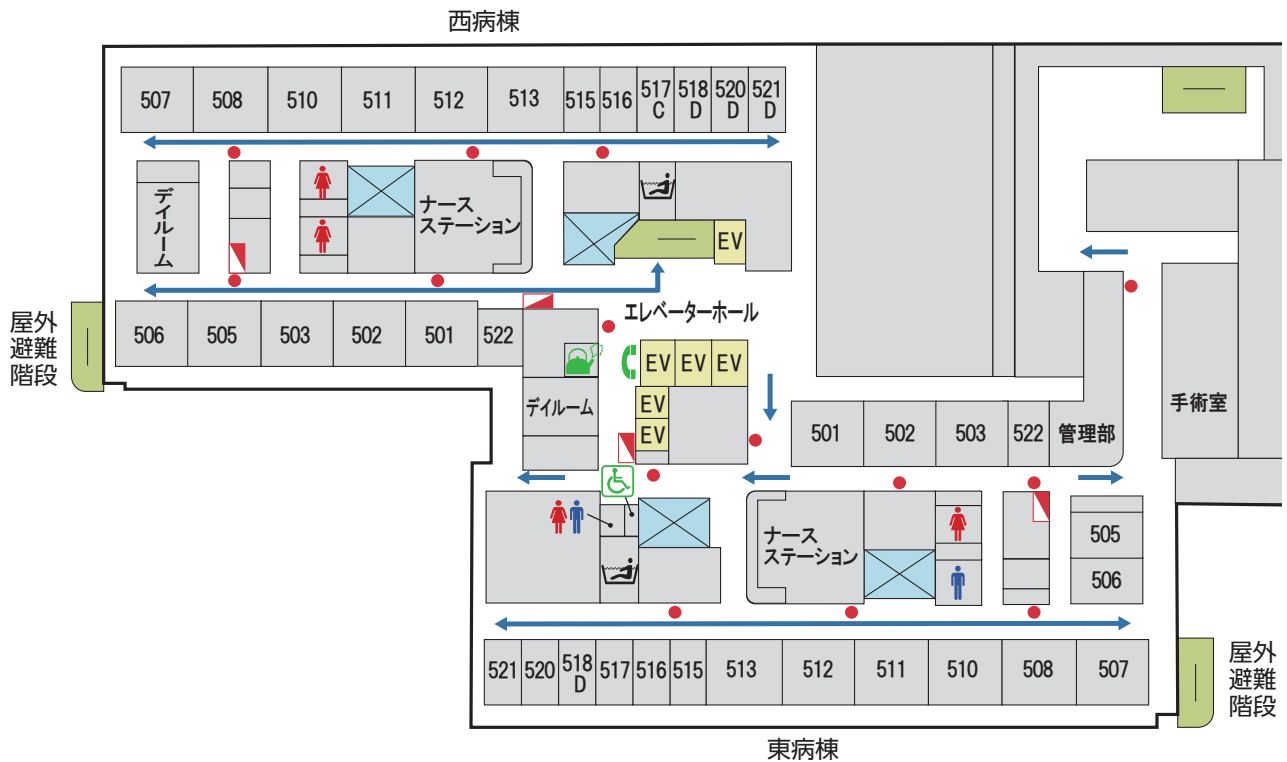 西病棟
507
508
510
511
512
513
515
516
517
C
518
D
520
D
521
D
デイルーム
ナース
ステーション
EV
屋外
避難
階段
506
505
503
502
501
522
エレベーターホール
EV
EV
EV
EV
EV
デイルーム
501
502
503
522
管理部
手術室
ナース
ステーション
505
506
521
520
518
D
517
516
515
513
512
511
510
508
507
屋外
避難
階段
東病棟